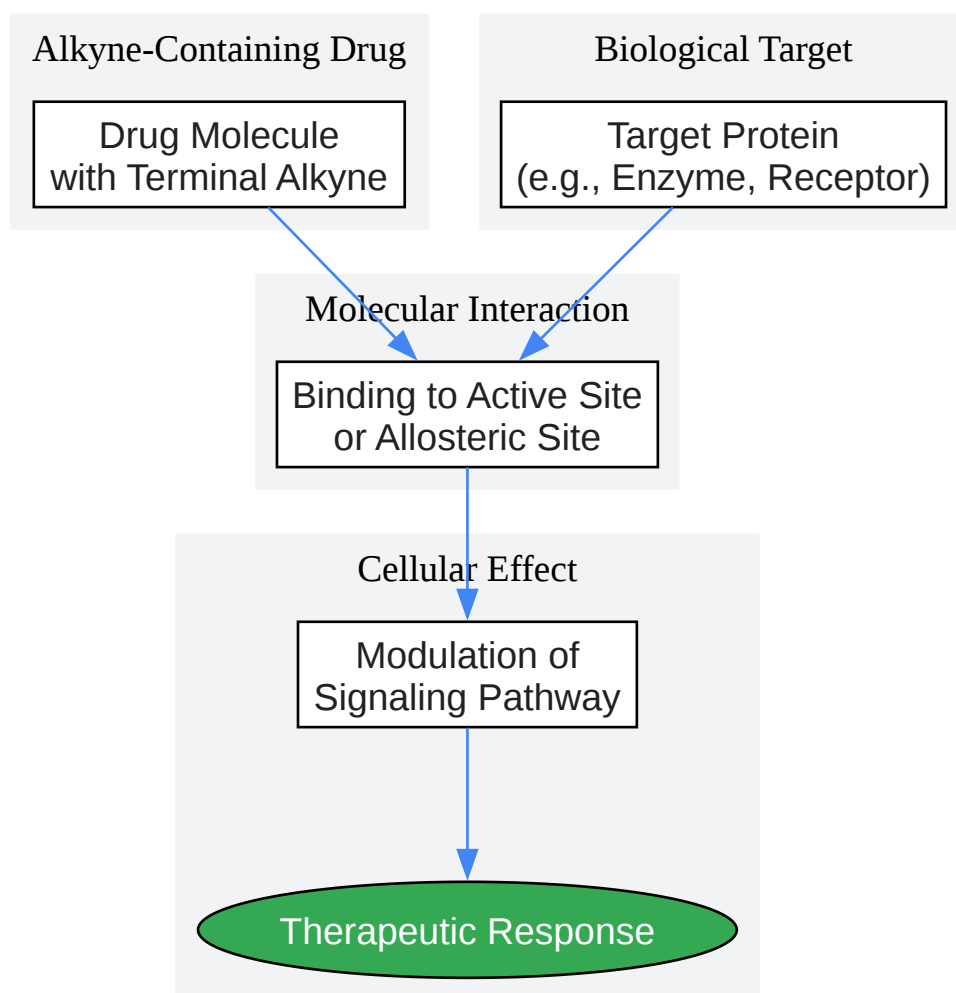 Alkyne-Containing Drug
Biological Target
Drug Molecule
with Terminal Alkyne
Target Protein
(e.g., Enzyme, Receptor)
Molecular Interaction
Binding to Active Site
or Allosteric Site
Cellular Effect
Modulation of
Signaling Pathway
Therapeutic Response